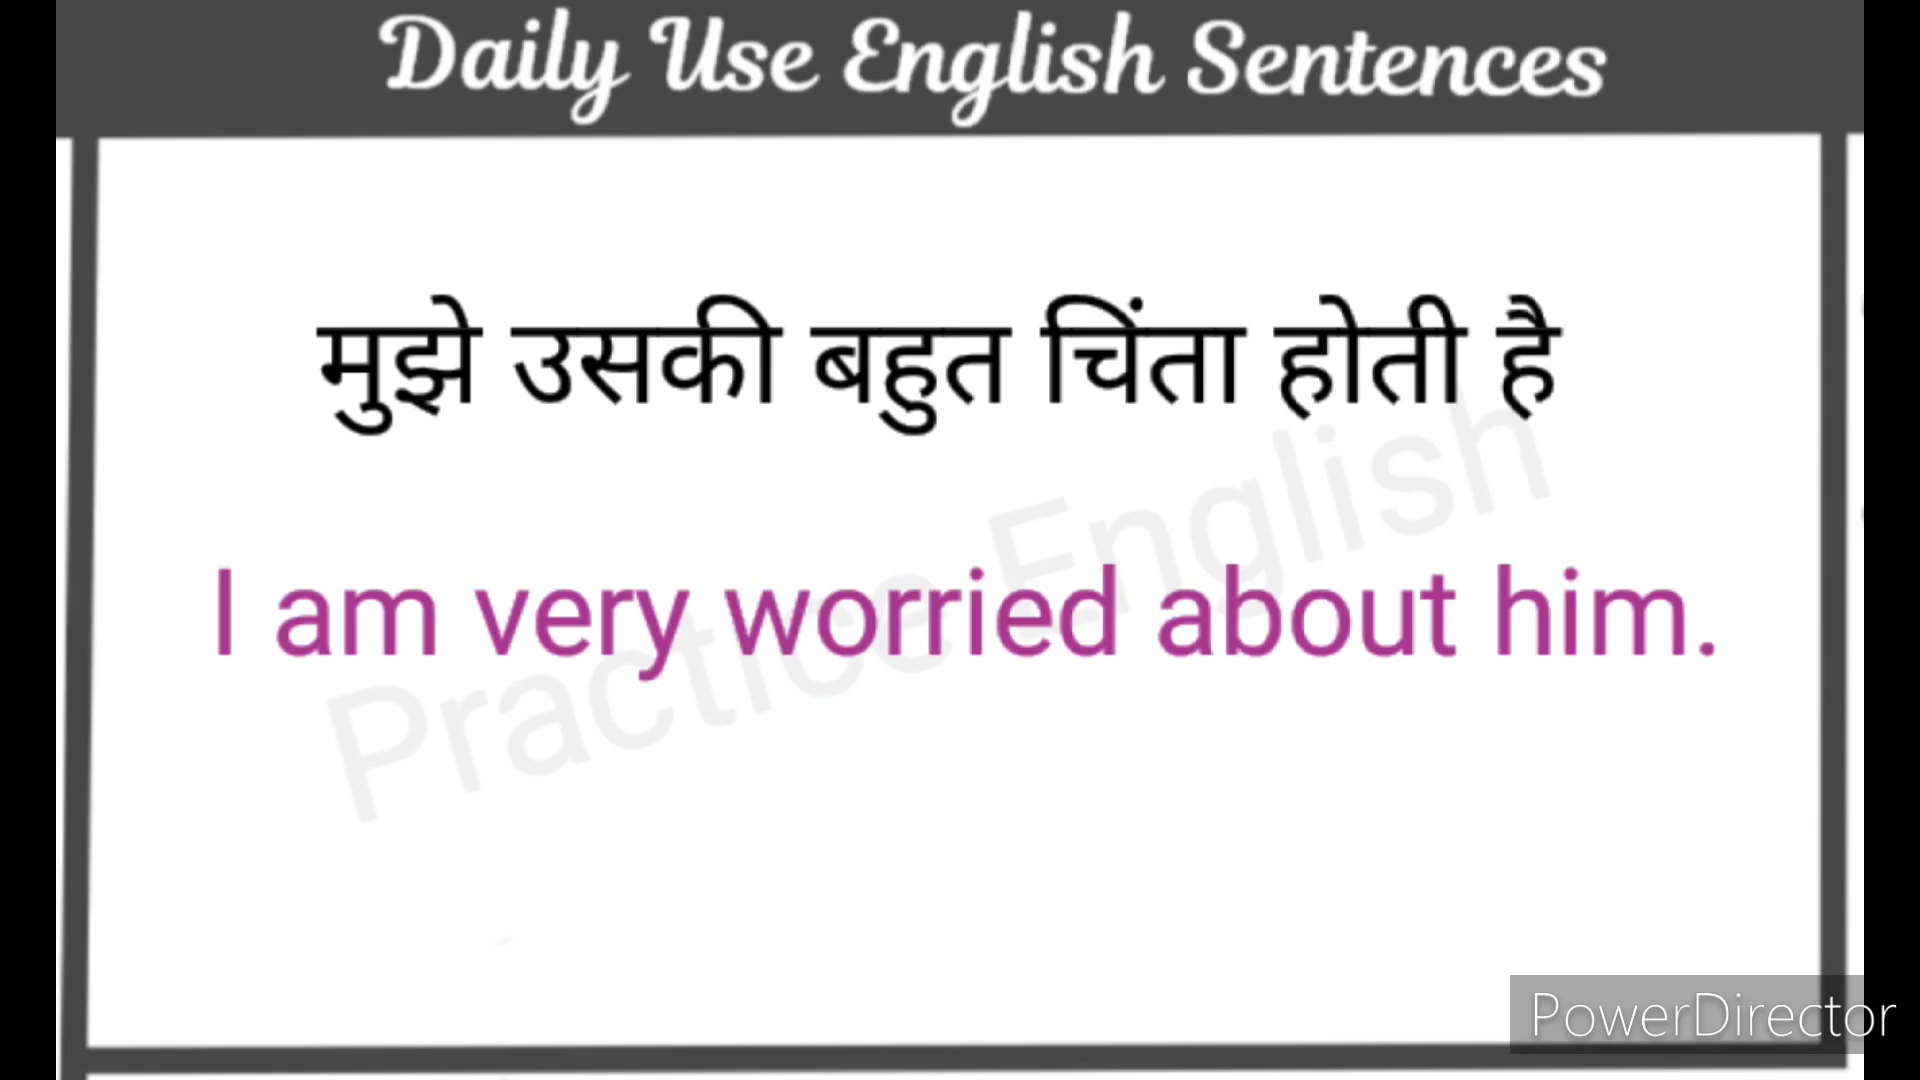 Daily Use English Sentences
मुझे उसकी बहुत चिंता होती है
I am very worried about him.
Practice English
PowerDirector